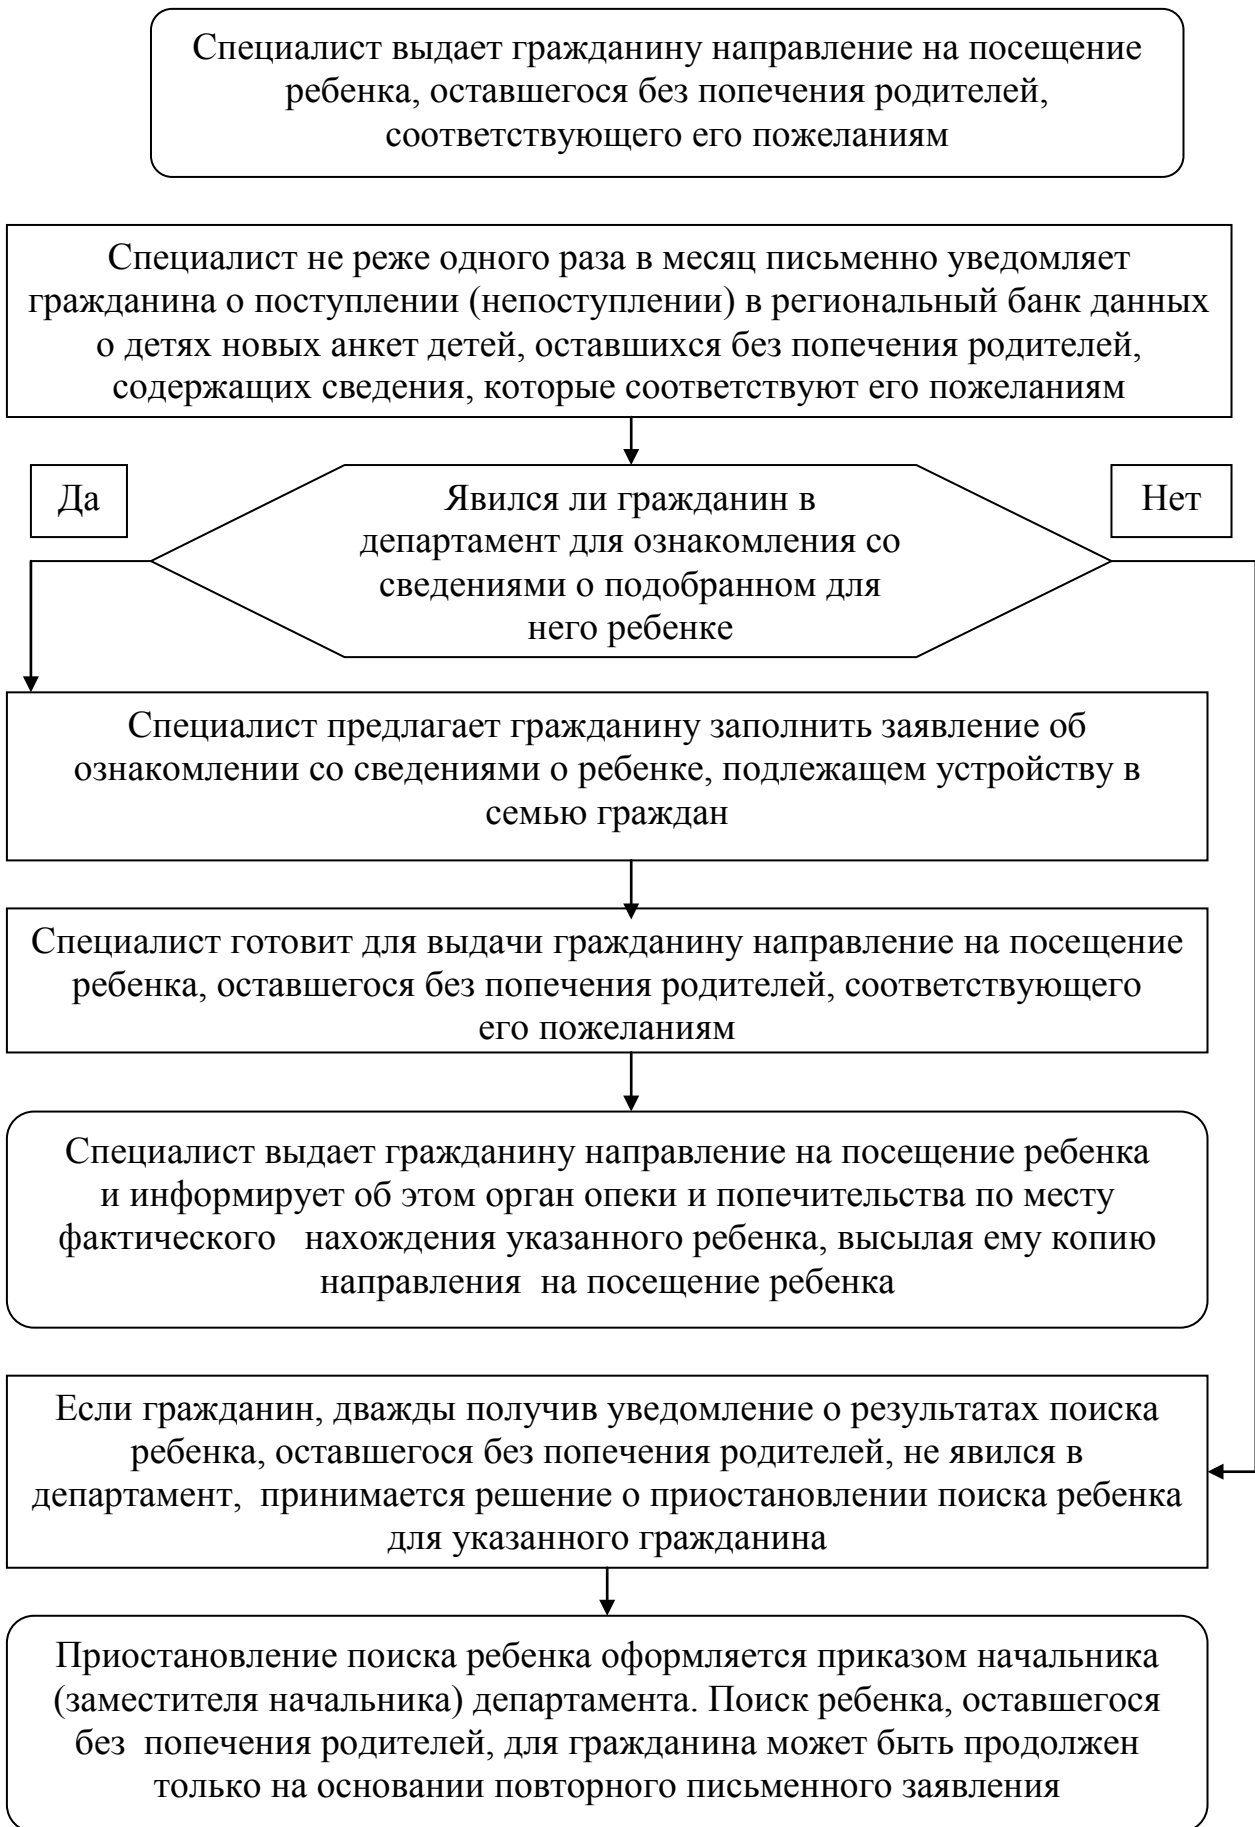 Специалист выдает гражданину направление на посещение
ребенка, оставшегося без попечения родителей,
соответствующего его пожеланиям
Специалист не реже одного раза в месяц письменно уведомляет
гражданина о поступлении (непоступлении) в региональный банк данных
о детях новых анкет детей, оставшихся без попечения родителей,
содержащих сведения, которые соответствуют его пожеланиям
Да
Явился ли гражданин в
департамент для ознакомления со
сведениями о подобранном для
него ребенке
Нет
Специалист предлагает гражданину заполнить заявление об
ознакомлении со сведениями о ребенке, подлежащем устройству в
семью граждан
Специалист готовит для выдачи гражданину направление на посещение
ребенка, оставшегося без попечения родителей, соответствующего
его пожеланиям
Специалист выдает гражданину направление на посещение ребенка
и информирует об этом орган опеки и попечительства по месту
фактического нахождения указанного ребенка, высылая ему копию
направления на посещение ребенка
Если гражданин, дважды получив уведомление о результатах поиска
ребенка, оставшегося без попечения родителей, не явился в
департамент, принимается решение о приостановлении поиска ребенка
для указанного гражданина
Приостановление поиска ребенка оформляется приказом начальника
(заместителя начальника) департамента. Поиск ребенка, оставшегося
без попечения родителей, для гражданина может быть продолжен
только на основании повторного письменного заявления